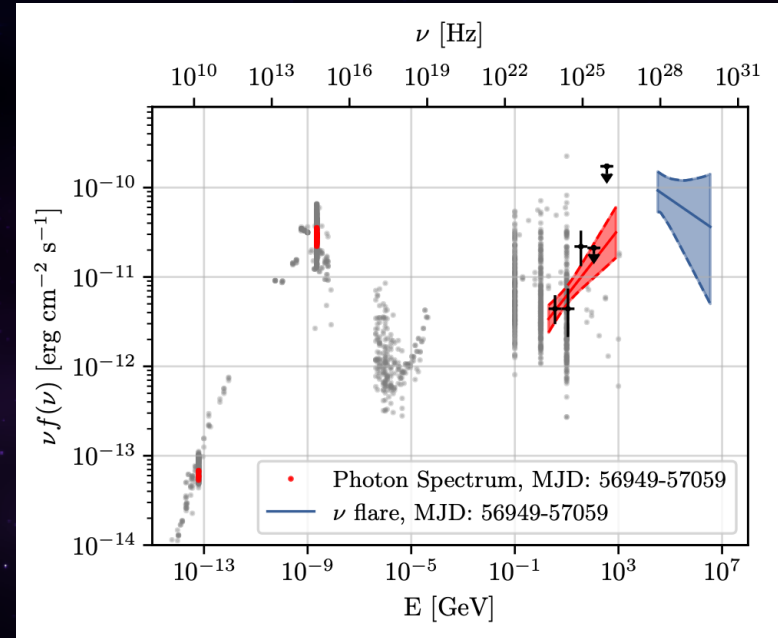 ν [Hz]
10^10 10^13 10^16 10^19 10^22 10^25 10^28 10^31
νf(ν) [erg cm^−2 s^−1]
10^−10
10^−11
10^−12
10^−13
10^−14
Photon Spectrum, MJD: 56949-57059
ν flare, MJD: 56949-57059
10^−13 10^−9 10^−5 10^−1 10^3 10^7
E [GeV]